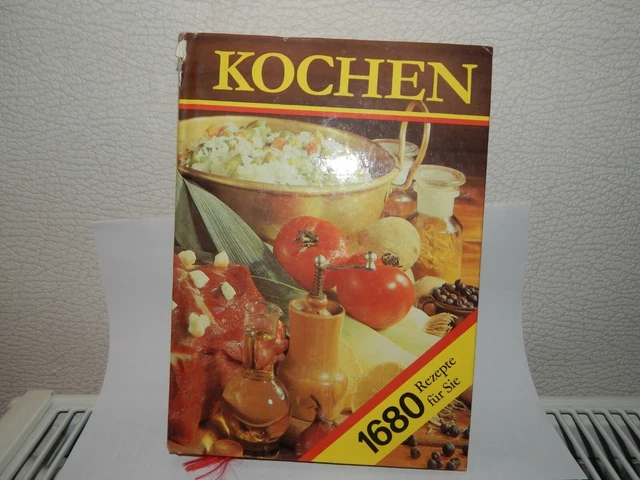 KOCHEN
1680
Rezepte
für Sie